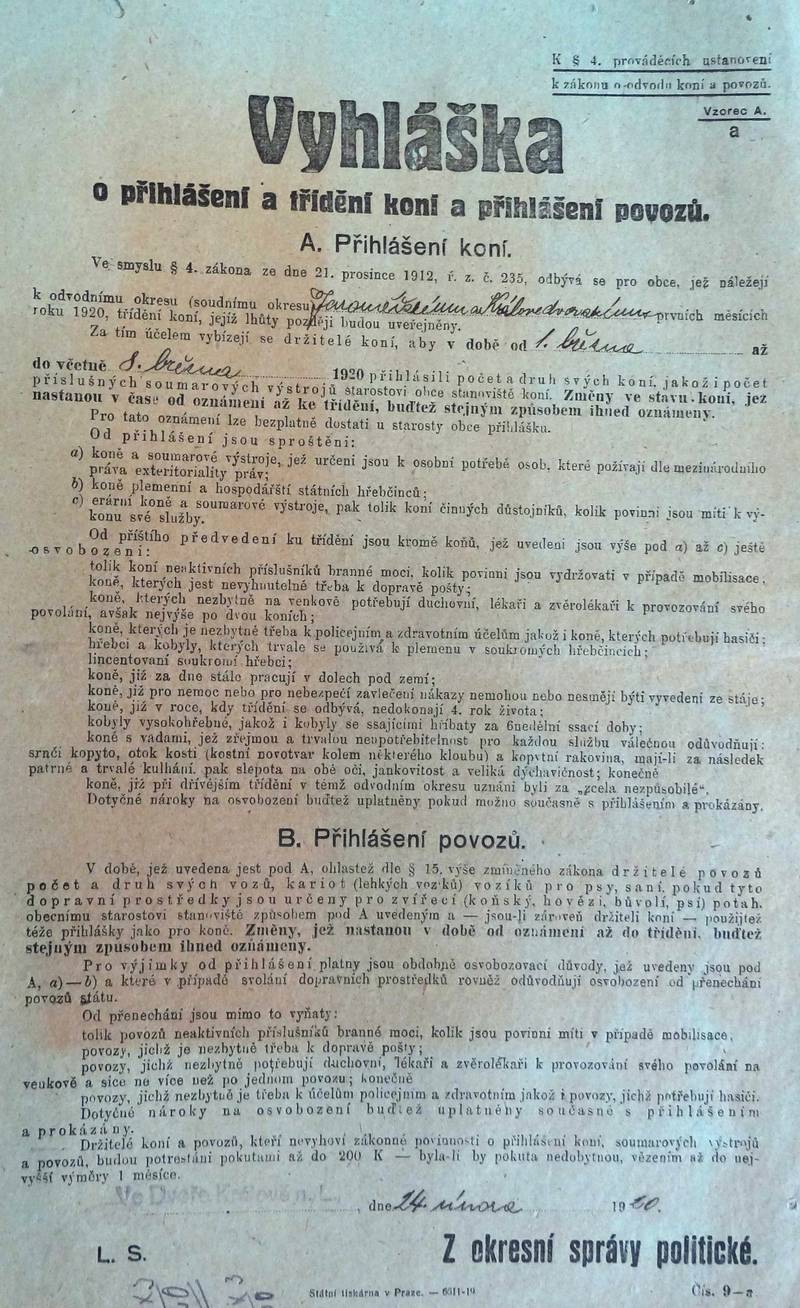 K § 4. prováděcích ustanovení
k zákonu o odvodu koní a povozů.
Vzorec A.
a
Vyhláška
o přihlášení a třídění koní a přihlášení povozů.
A. Přihlášení koní.
Ve smyslu § 4. zákona ze dne 21. prosince 1912, ř. z. č. 235, odbývá se pro obce, jež náležejí
k odvodnímu okresu (soudnímu okresu) Jaroměřskému a Královédvorskému prvních měsících
roku 1920, třídění koní, jejíž lhůty později budou uveřejněny.
Za tím účelem vybízejí se držitelé koní, aby v době od 1. března až
do včetně 8. března 1920 přihlásili počet a druh svých koní, jakož i počet
příslušných soumarových výstrojů starostovi obce stanoviště koní. Změny ve stavu koní, jež
nastanou v čase od oznámení až ke třídění, buďtež stejným způsobem ihned oznámeny.
Pro tato oznámení lze bezplatně dostati u starosty obce přihlášku.
Od přihlášení jsou sproštěni:
a) koně a soumarové výstroje, jež určeni jsou k osobní potřebě osob, které požívají dle mezinárodního
práva exteritoriality práv;
b) koně plemenní a hospodářští státních hřebčinců;
c) erární koně a soumarové výstroje, pak tolik koní činných důstojníků, kolik povinni jsou míti k vý-
konu své služby.
Od příštího předvedení ku třídění jsou kromě koňů, jež uvedeni jsou výše pod a) až c) ještě
osvobozeni:
tolik koní neaktivních příslušníků branné moci, kolik povinni jsou vydržovati v případě mobilisace,
koně, kterých jest nevyhnutelně třeba k dopravě pošty;
koně, kterých nezbytně na venkově potřebují duchovní, lékaři a zvěrolékaři k provozování svého
povolání, avšak nejvýše po dvou koních;
koně, kterých je nezbytně třeba k policejním a zdravotním účelům jakož i koně, kterých potřebují hasiči;
hřebci a kobyly, kterých trvale se používá k plemenu v soukromých hřebčincích;
lincentovaní soukromí hřebci;
koně, již za dne stále pracují v dolech pod zemí;
koně, již pro nemoc nebo pro nebezpečí zavlečení nákazy nemohou nebo nesmějí býti vyvedeni ze stáje;
koně, již v roce, kdy třídění se odbývá, nedokonají 4. rok života;
kobyly vysokohřebné, jakož i kobyly se ssajícími hříbaty za 6nedělní ssací doby;
koně s vadami, jež zřejmou a trvalou neupotřebitelnost pro každou službu válečnou odůvodňují:
srnčí kopyto, otok kosti (kostní novotvar kolem některého kloubu) a kopytní rakovina, mají-li za následek
patrné a trvalé kulhání, pak slepota na obě oči, jankovitost a veliká dýchavičnost; konečně
koně, již při dřívějším třídění v témž odvodním okresu uznáni byli za „zcela nezpůsobilé“.
Dotyčné nároky na osvobození buďtež uplatněny pokud možno současně s přihlášením a prokázány.
B. Přihlášení povozů.
V době, jež uvedena jest pod A, ohlastež dle § 15. výše zmíněného zákona držitelé povozů
počet a druh svých vozů, kariot (lehkých vozíků) vozíků pro psy, saní, pokud tyto
dopravní prostředky jsou určeny pro zvířecí (koňský, hovězí, bůvolí, psí) potah,
obecnímu starostovi stanoviště způsobem pod A uvedeným a — jsou-li zároveň držiteli koní — použijtež
téže přihlášky jako pro koně. Změny, jež nastanou v době od oznámení až do třídění, buďtež
stejným způsobem ihned oznámeny.
Pro výjimky od přihlášení platny jsou obdobně osvobozovací důvody, jež uvedeny jsou pod
A, a)—b) a které v případě svolání dopravních prostředků rovněž odůvodňují osvobození od přenechání
povozů státu.
Od přenechání jsou mimo to vyňaty:
tolik povozů neaktivních příslušníků branné moci, kolik jsou povinni míti v případě mobilisace,
povozy, jichž je nezbytně třeba k dopravě pošty;
povozy, jichž nezbytně potřebují duchovní, lékaři a zvěrolékaři k provozování svého povolání na
venkově a sice ne více než po jednom povozu; konečně
povozy, jichž nezbytně je třeba k účelům policejním a zdravotním jakož i povozy, jichž potřebují hasiči.
Dotyčné nároky na osvobození buďtež uplatněny současně s přihlášením
a prokázány.
Držitelé koní a povozů, kteří nevyhoví zákonné povinnosti o přihlášení koní, soumarových výstrojů
a povozů, budou potrestáni pokutami až do 200 K — byla-li by pokuta nedobytnou, vězením až do nej-
vyšší výměry 1 měsíce.
Ve Dvoře Králové n. L., dne 24. února 1920.
L. S.
Z okresní správy politické.
Státní tiskárna v Praze. — 6311-19
Čís. 9—a